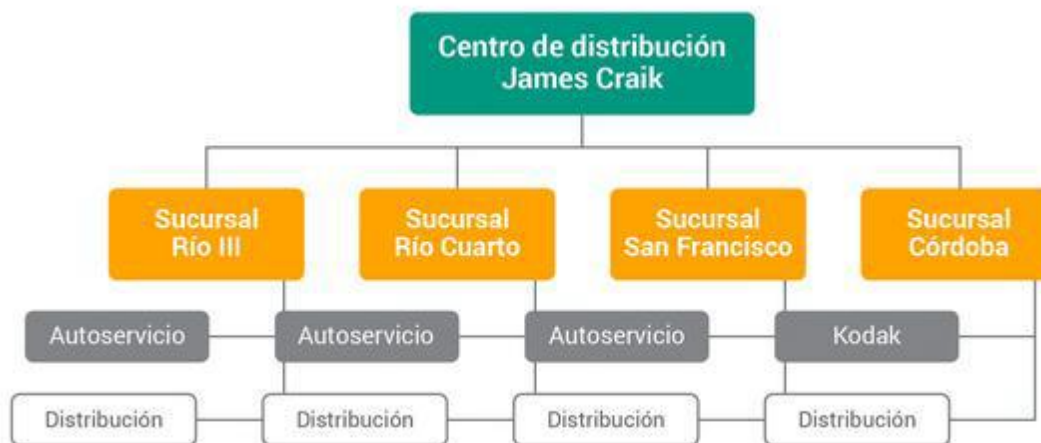 Centro de distribución
James Craik
Sucursal
Río III
Sucursal
Río Cuarto
Sucursal
San Francisco
Sucursal
Córdoba
Autoservicio
Autoservicio
Autoservicio
Kodak
Distribución
Distribución
Distribución
Distribución